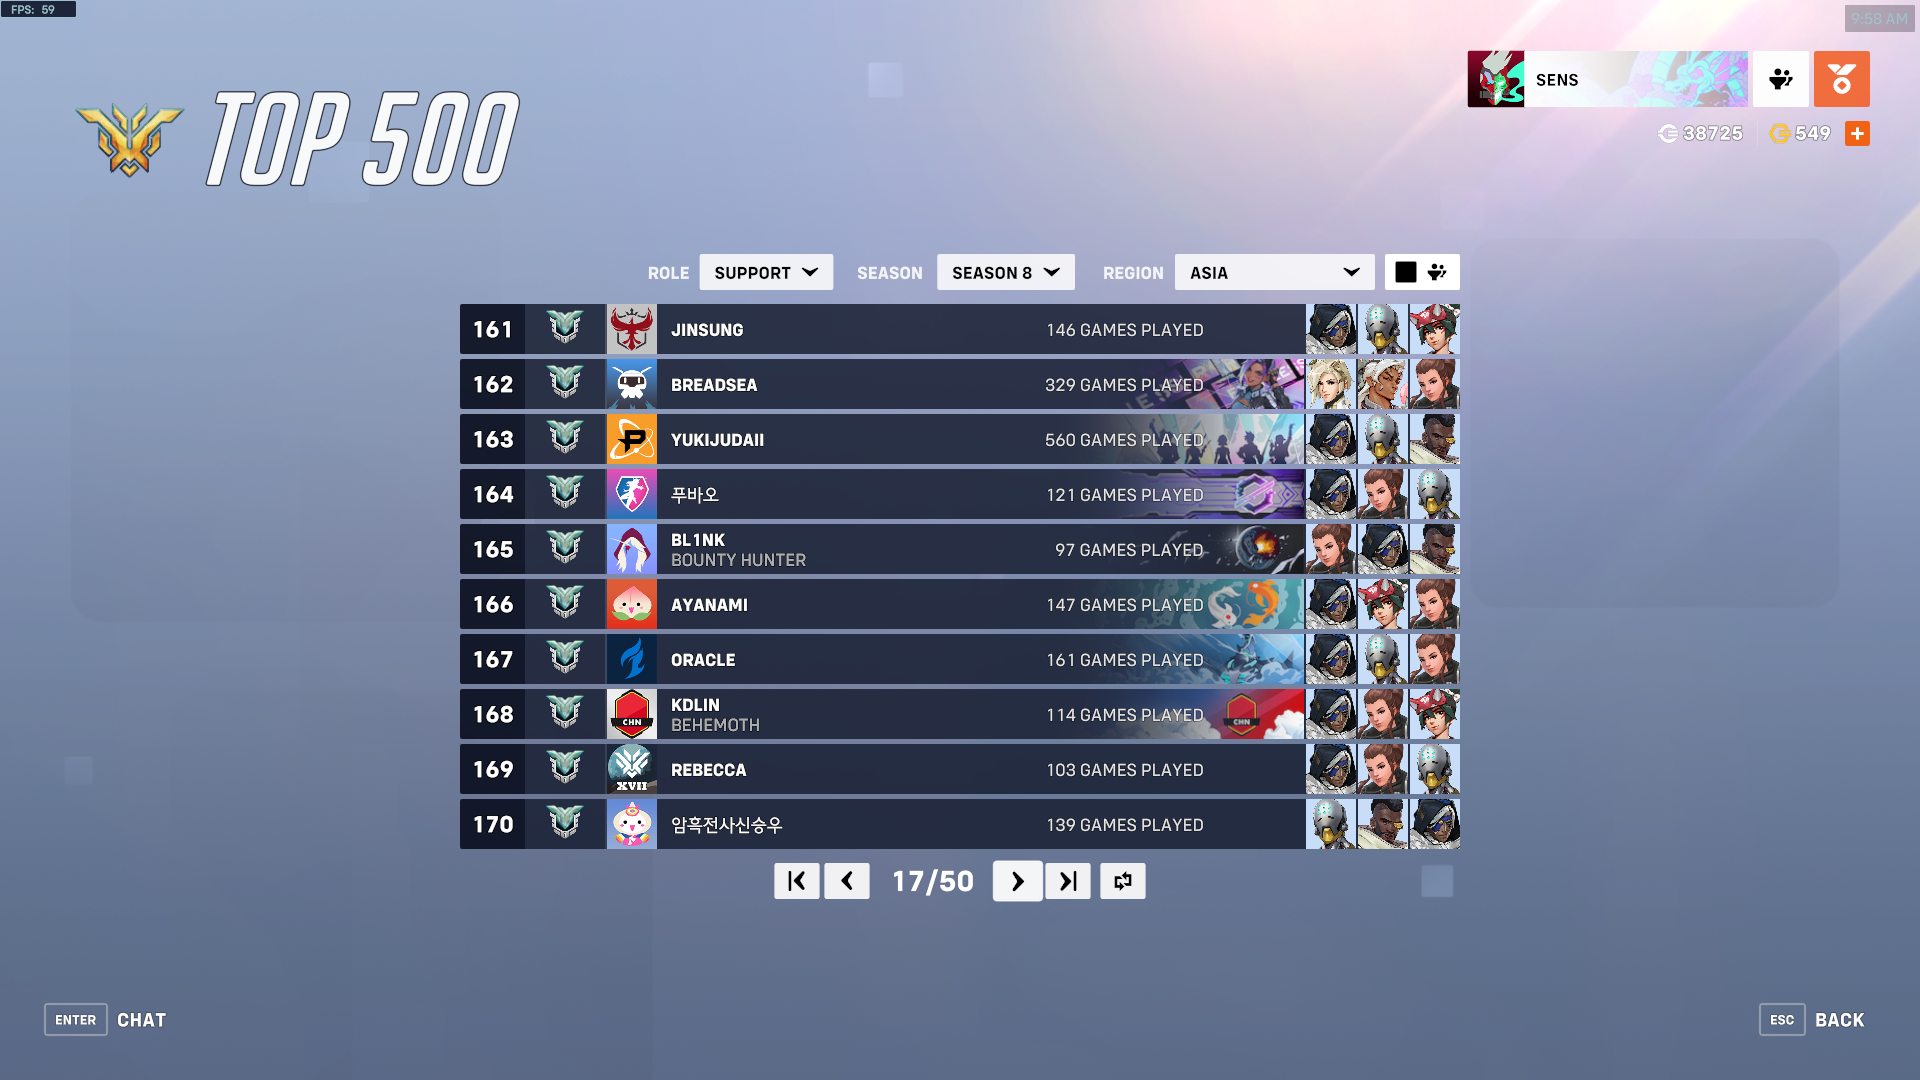 FPS: 59
9:58 AM
SENS
38725
549
TOP 500
ROLE SUPPORT SEASON SEASON 8 REGION ASIA
161 JINSUNG 146 GAMES PLAYED
162 BREADSEA 329 GAMES PLAYED
163 YUKIJUDAII 560 GAMES PLAYED
164 푸바오 121 GAMES PLAYED
165 BL1NK 97 GAMES PLAYED
BOUNTY HUNTER
166 AYANAMI 147 GAMES PLAYED
167 ORACLE 161 GAMES PLAYED
168 CHN KDLIN 114 GAMES PLAYED CHN
BEHEMOTH
169 XVII REBECCA 103 GAMES PLAYED
170 암흑전사신승우 139 GAMES PLAYED
17/50
ENTER CHAT
ESC BACK